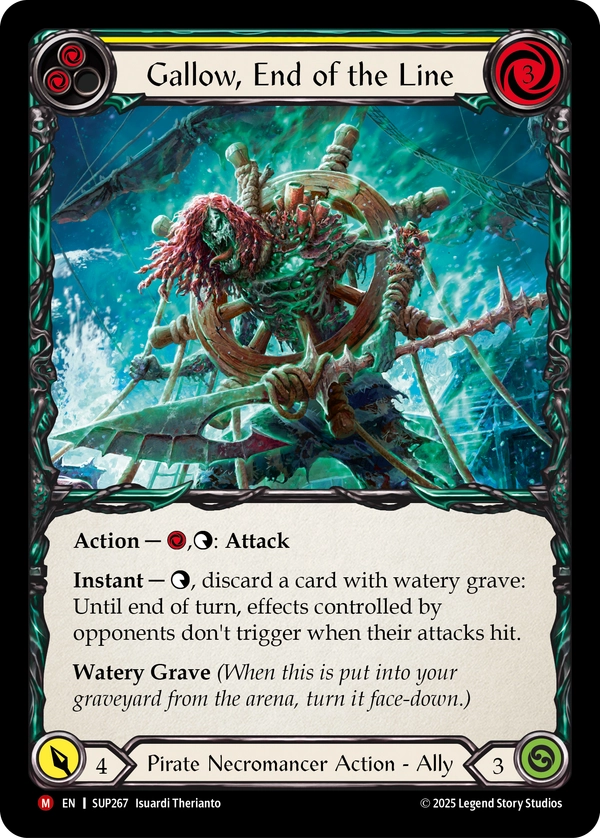 Gallow, End of the Line
3
Action — , : Attack
Instant — , discard a card with watery grave:
Until end of turn, effects controlled by
opponents don't trigger when their attacks hit.
Watery Grave (When this is put into your
graveyard from the arena, turn it face-down.)
4 Pirate Necromancer Action - Ally 3
M EN SUP267 Isuardi Therianto © 2025 Legend Story Studios